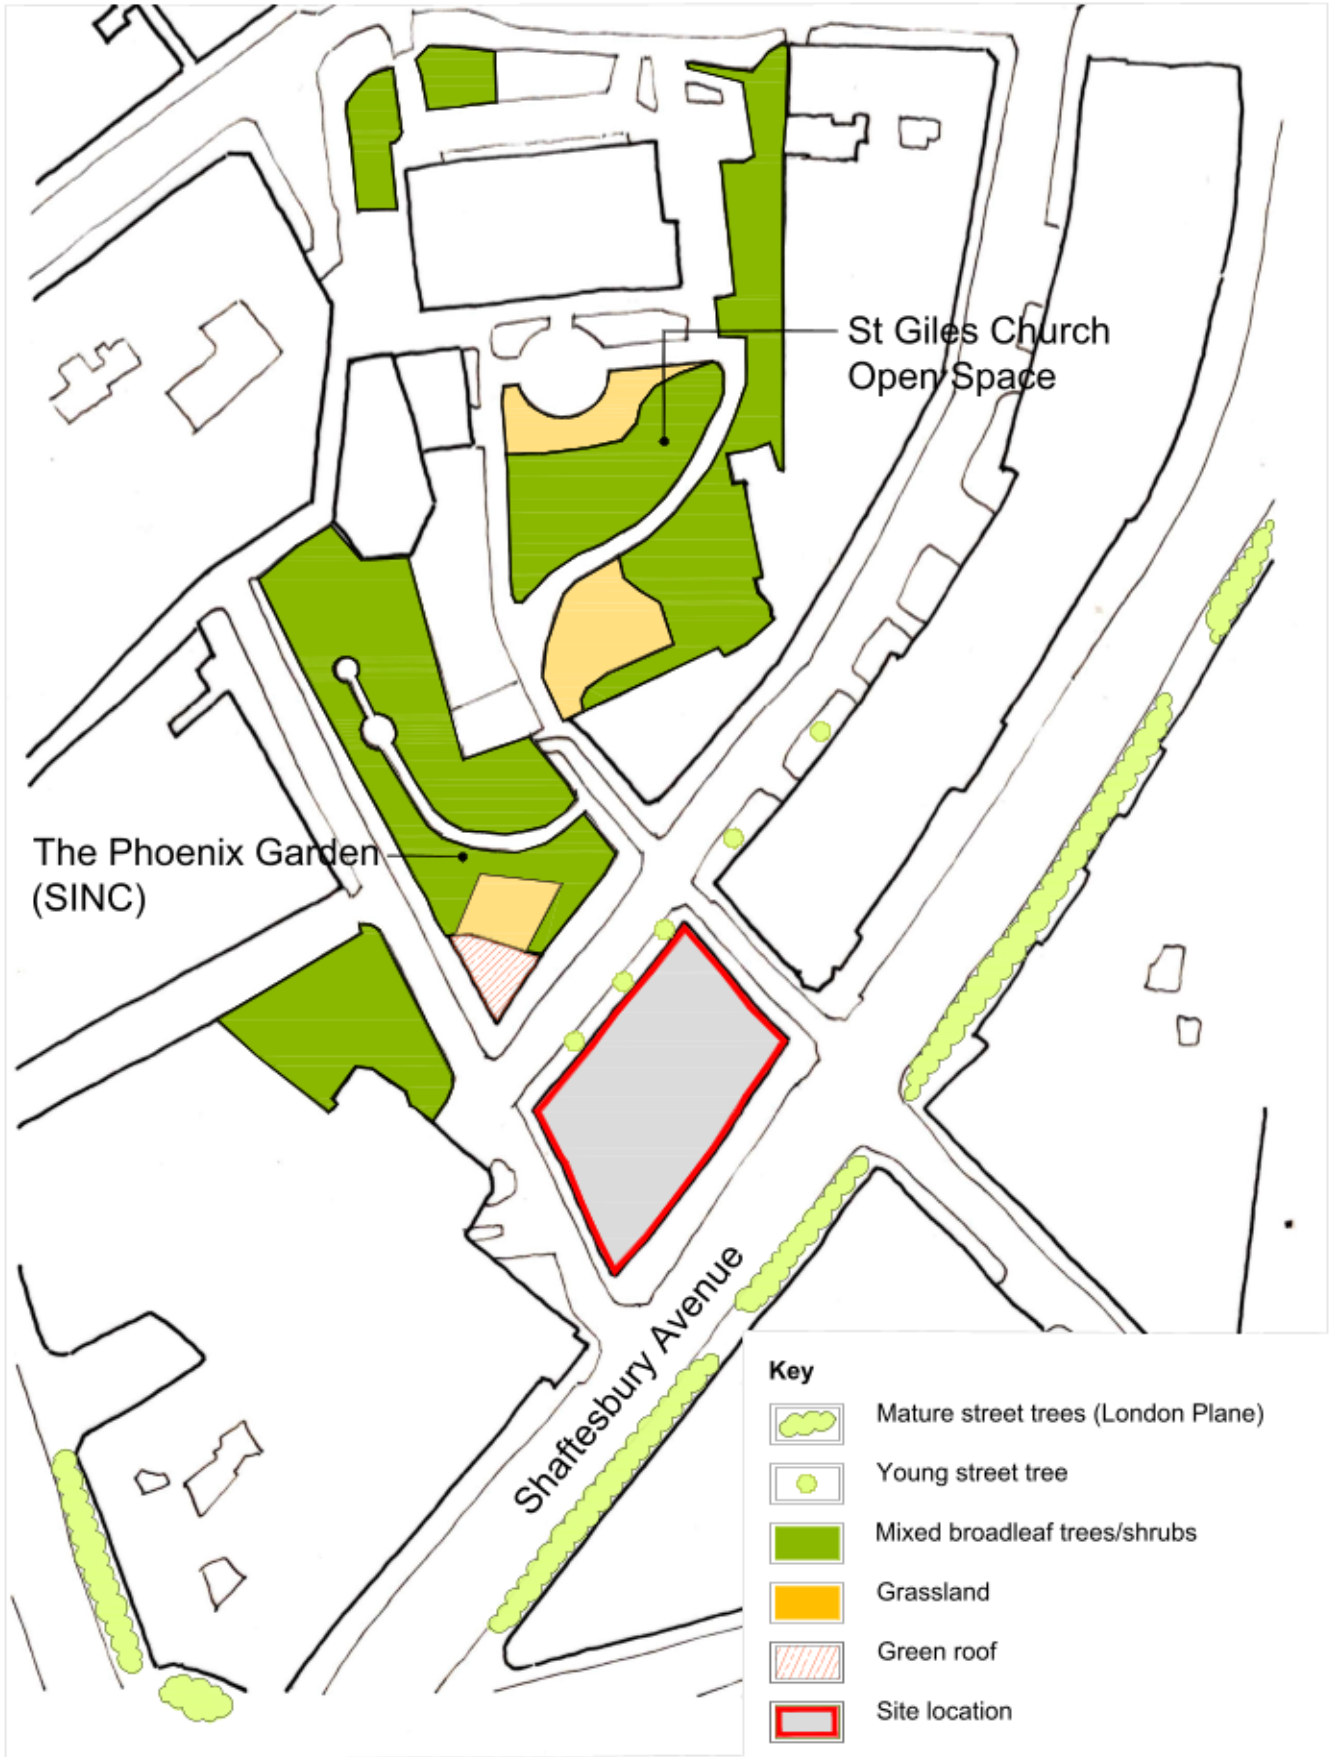 St Giles Church
Open Space
The Phoenix Garden
(SINC)
Shaftesbury Avenue
Key
Mature street trees (London Plane)
Young street tree
Mixed broadleaf trees/shrubs
Grassland
Green roof
Site location